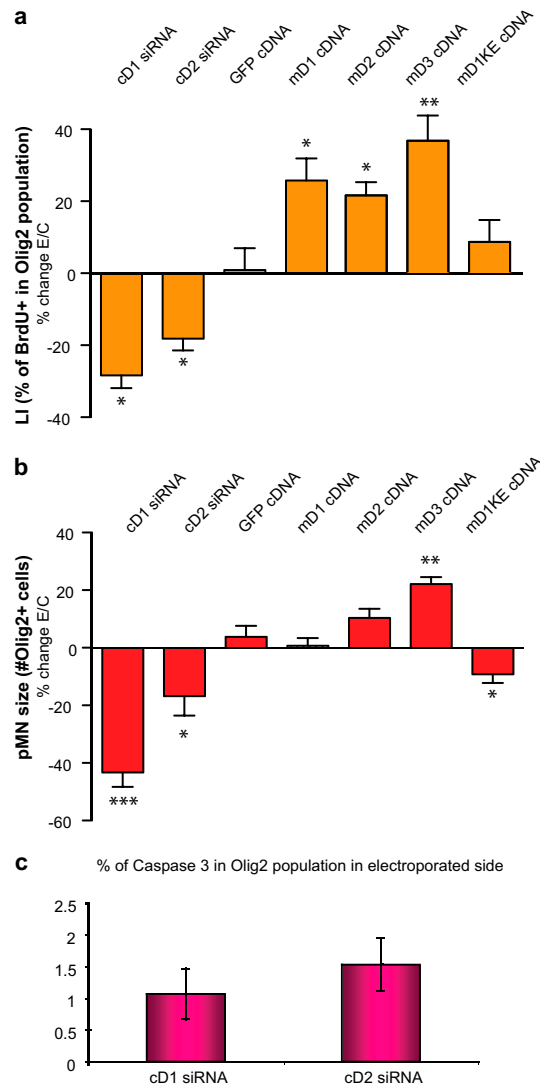 a
cD1 siRNA
cD2 siRNA
GFP cDNA
mD1 cDNA
mD2 cDNA
mD3 cDNA
mD1KE cDNA
LI (% of BrdU+ in Olig2 population)
% change E/C
40
20
0
-20
-40
*
*
*
*
**
b
cD1 siRNA
cD2 siRNA
GFP cDNA
mD1 cDNA
mD2 cDNA
mD3 cDNA
mD1KE cDNA
pMN size (#Olig2+ cells)
% change E/C
40
20
0
-20
-40
-60
***
*
**
*
c
% of Caspase 3 in Olig2 population in electroporated side
2.5
2
1.5
1
0.5
0
cD1 siRNA
cD2 siRNA